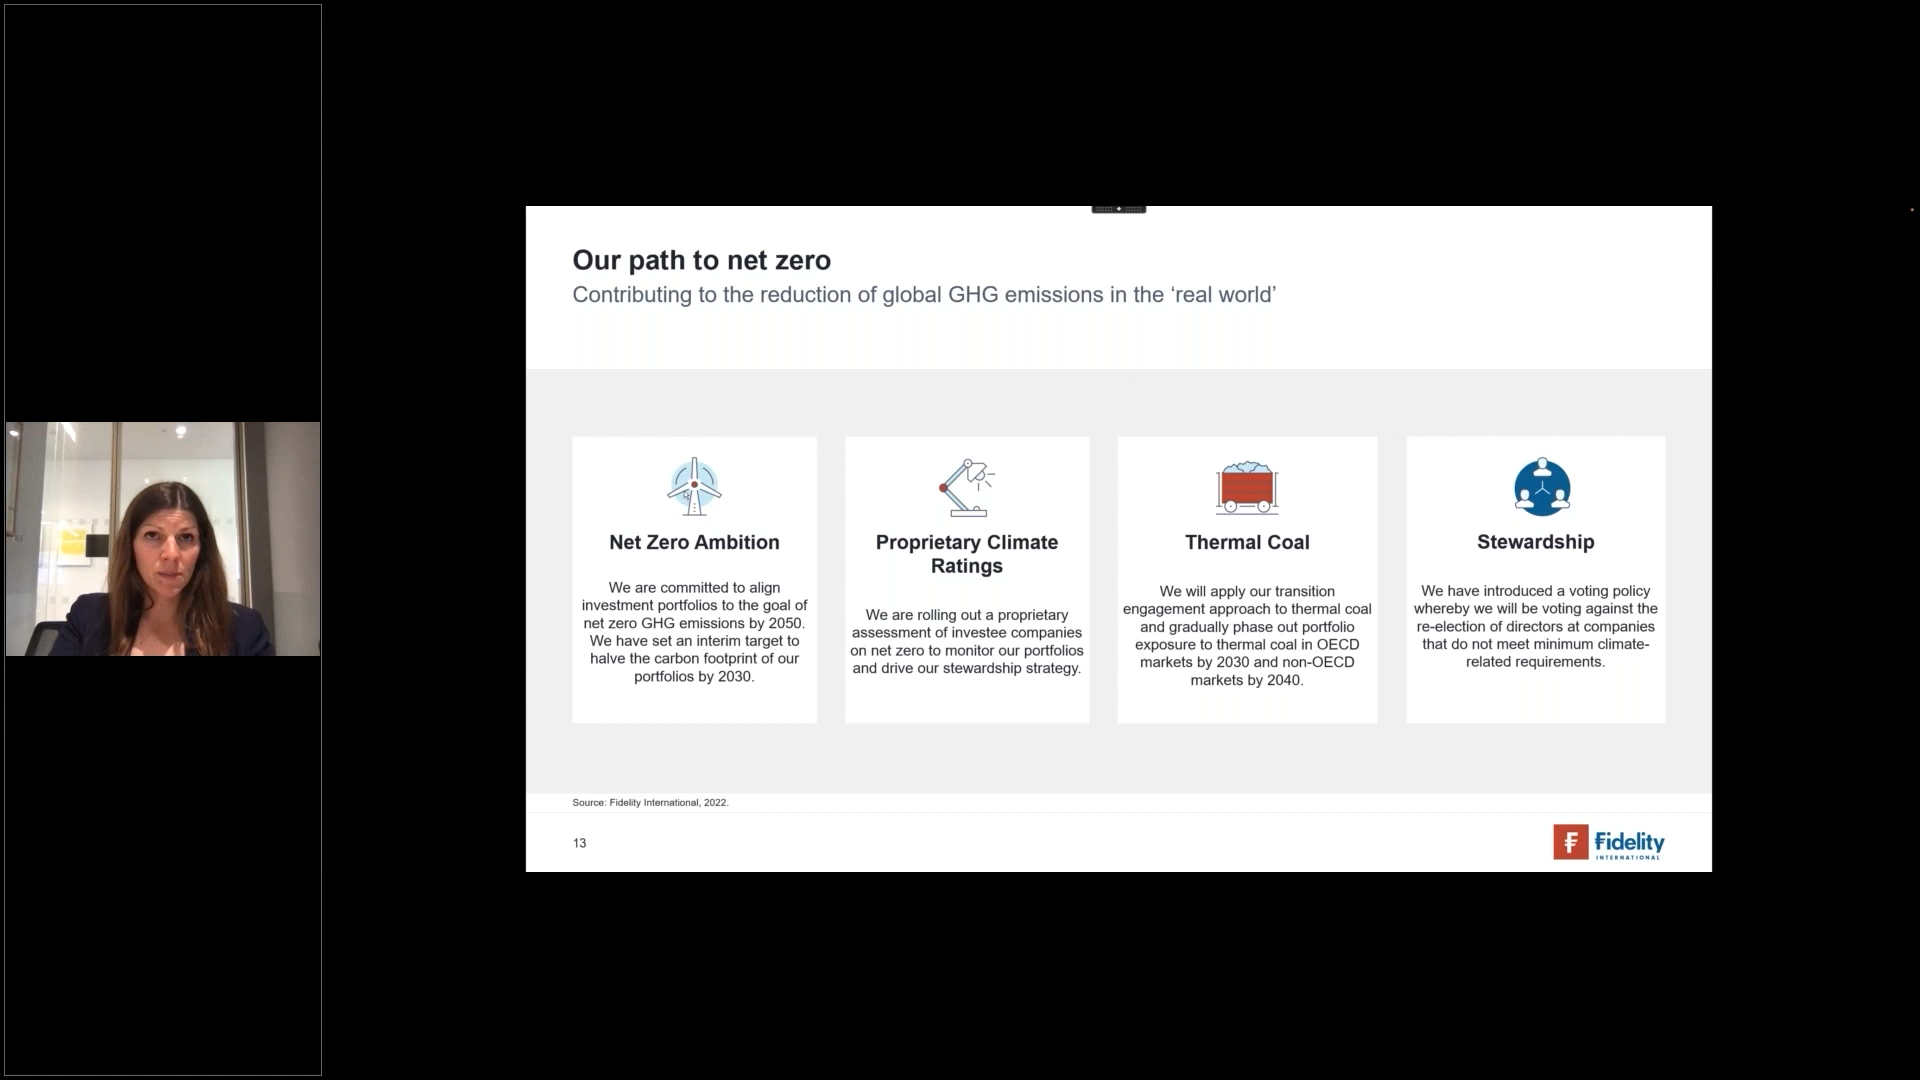 Our path to net zero
Contributing to the reduction of global GHG emissions in the ‘real world’
Net Zero Ambition
We are committed to align
investment portfolios to the goal of
net zero GHG emissions by 2050.
We have set an interim target to
halve the carbon footprint of our
portfolios by 2030.
Proprietary Climate
Ratings
We are rolling out a proprietary
assessment of investee companies
on net zero to monitor our portfolios
and drive our stewardship strategy.
Thermal Coal
We will apply our transition
engagement approach to thermal coal
and gradually phase out portfolio
exposure to thermal coal in OECD
markets by 2030 and non-OECD
markets by 2040.
Stewardship
We have introduced a voting policy
whereby we will be voting against the
re-election of directors at companies
that do not meet minimum climate-
related requirements.
Source: Fidelity International, 2022.
13
F Fidelity
INTERNATIONAL